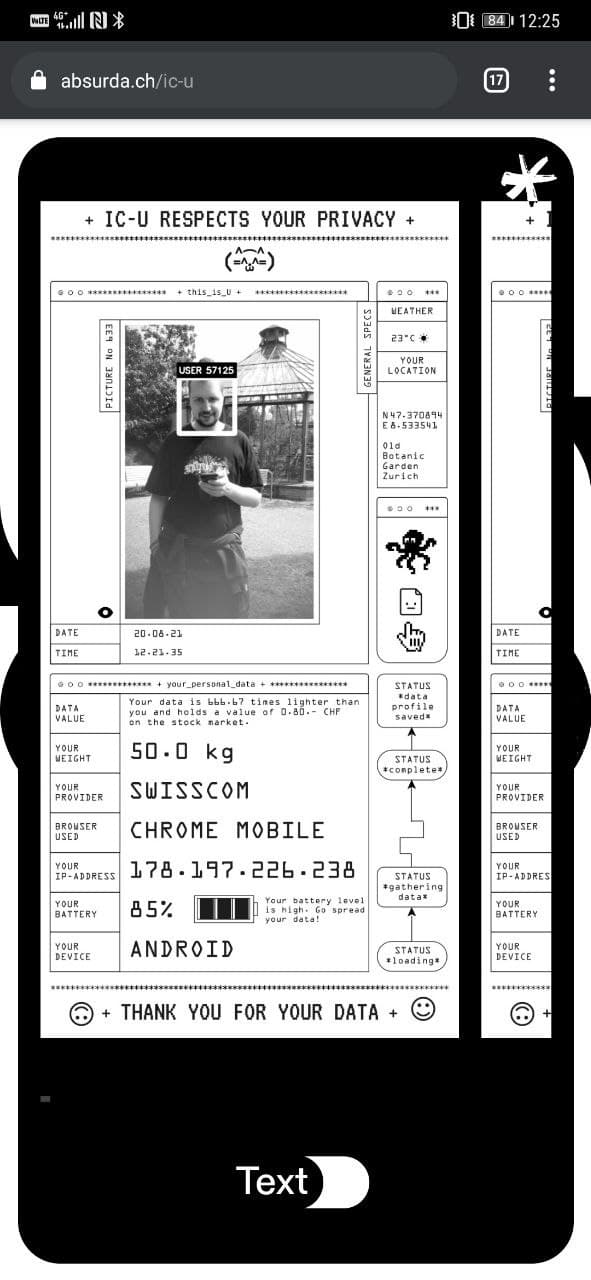 VoLTE 4G+ 84 12:25
absurda.ch/ic-u
17
+ IC-U RESPECTS YOUR PRIVACY +
+ this_is_U +
PICTURE No 633
USER 57125
GENERAL SPECS
WEATHER
23°C
YOUR
LOCATION
N47.370894
E8.533541
Old
Botanic
Garden
Zurich
DATE 20.08.21
TIME 12.21.35
+ your_personal_data +
DATA
VALUE
Your data is 666.67 times lighter than
you and holds a value of 0.80.- CHF
on the stock market.
YOUR
WEIGHT
50.0 kg
YOUR
PROVIDER
SWISSCOM
BROWSER
USED
CHROME MOBILE
YOUR
IP-ADDRESS
178.197.226.238
YOUR
BATTERY
85%
Your battery level
is high. Go spread
your data!
YOUR
DEVICE
ANDROID
STATUS
*data
profile
saved*
STATUS
*complete*
STATUS
*gathering
data*
STATUS
*loading*
+ THANK YOU FOR YOUR DATA +
DATE
TIME
DATA
VALUE
YOUR
WEIGHT
YOUR
PROVIDER
BROWSER
USED
YOUR
IP-ADDRES
YOUR
BATTERY
YOUR
DEVICE
Text